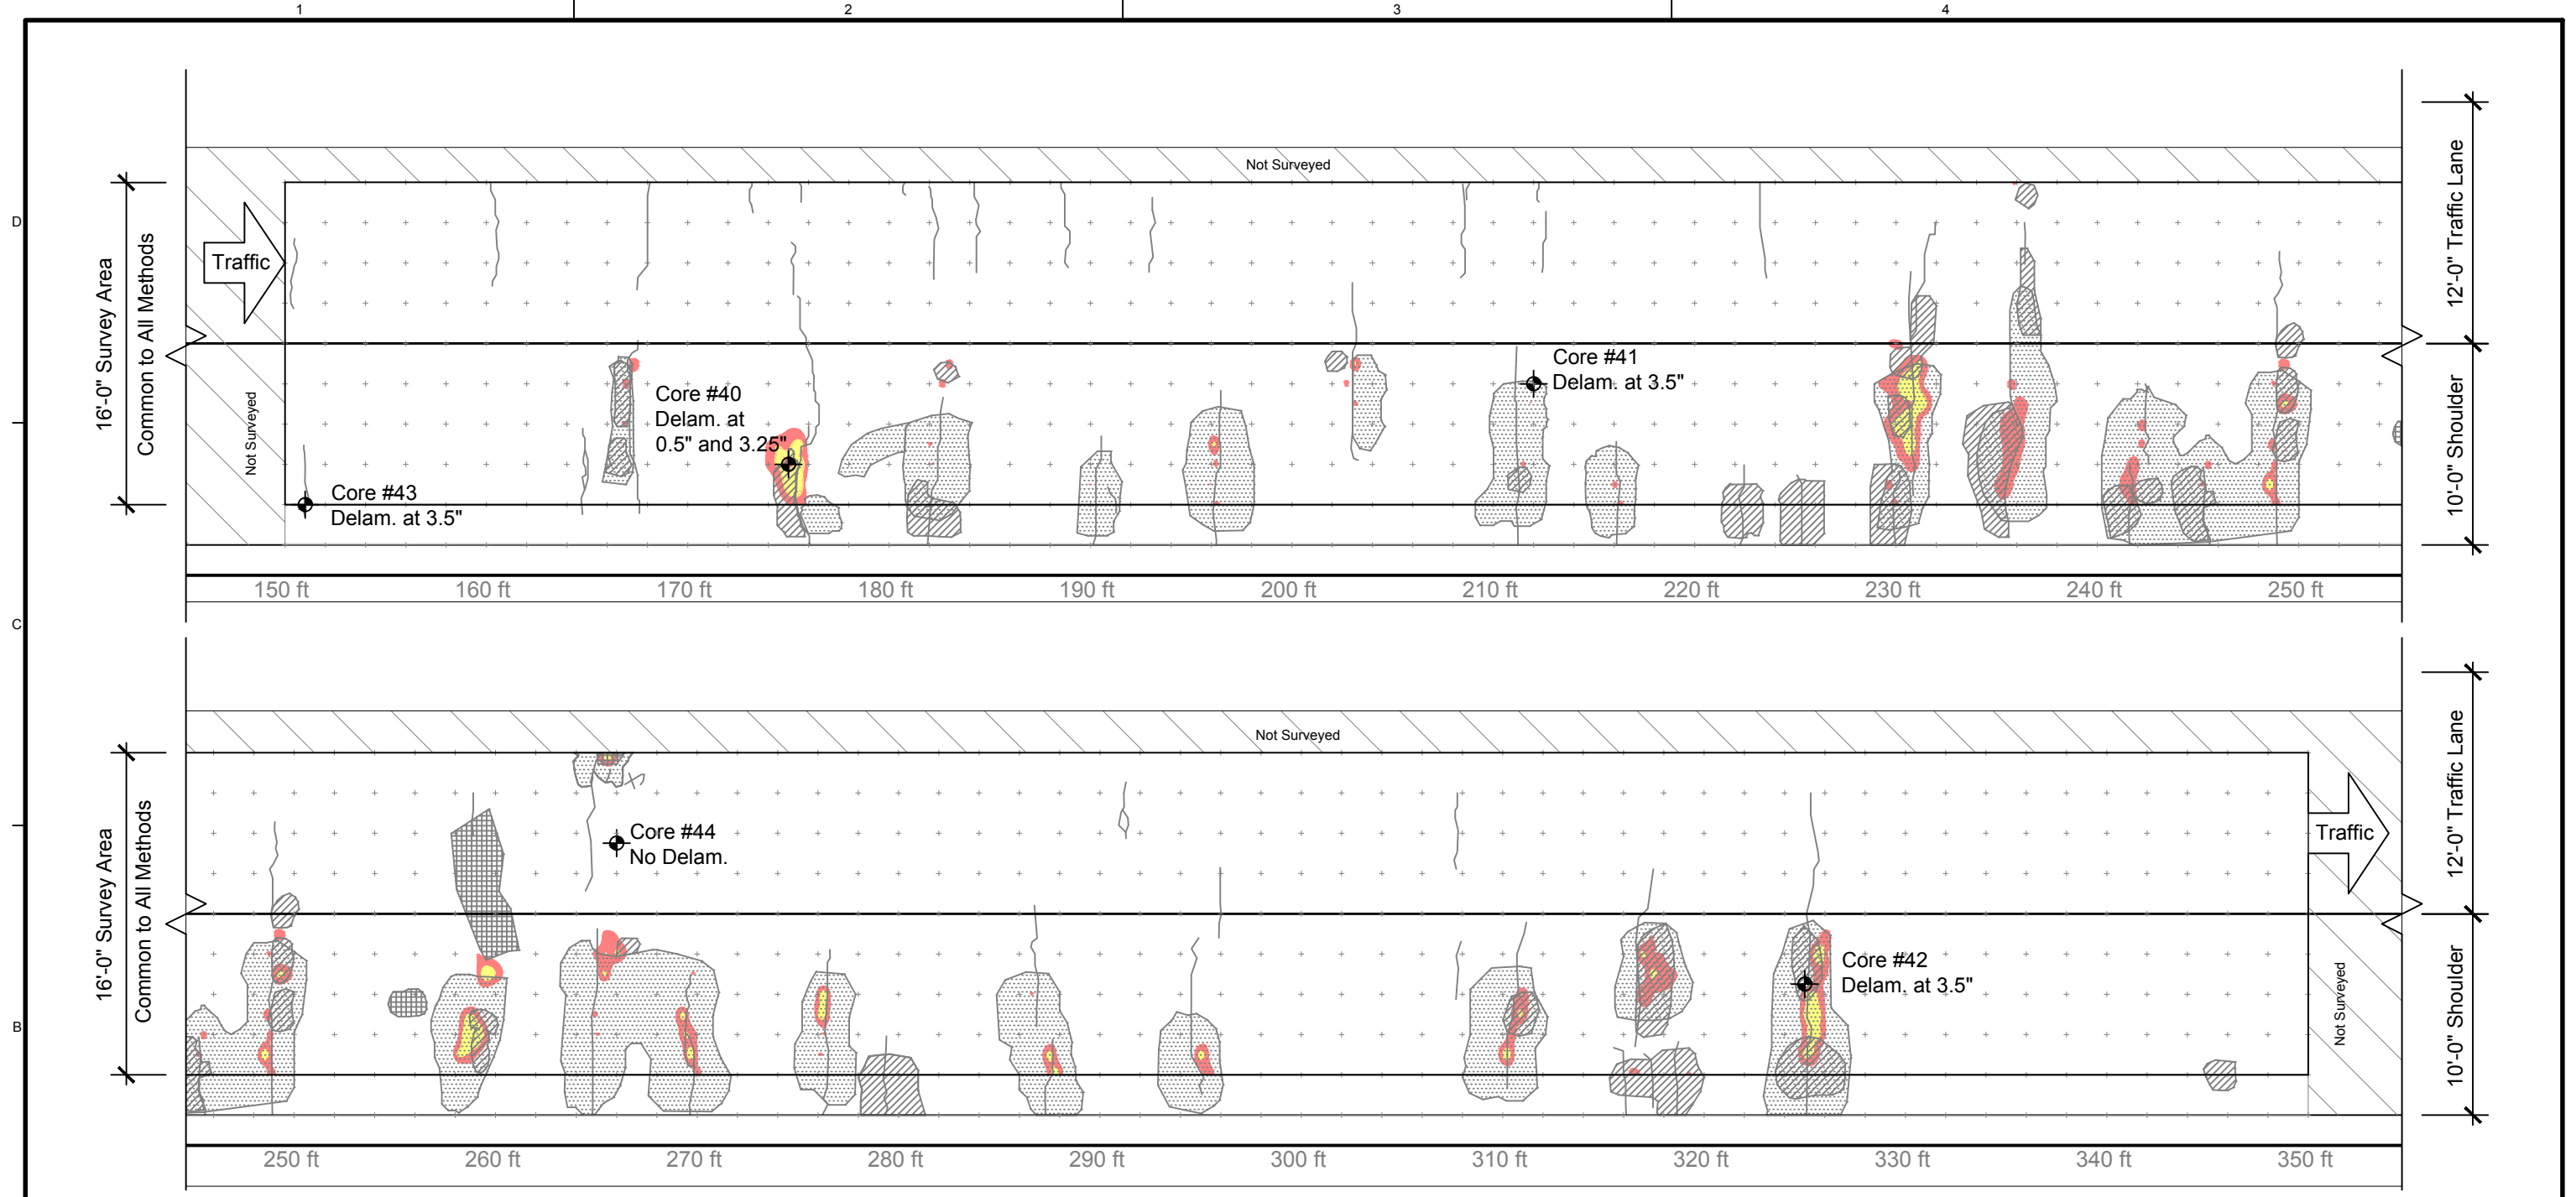 1 2 3 4
D
C
B
Not Surveyed
16'-0" Survey Area
Common to All Methods
Traffic
Not Surveyed
12'-0" Traffic Lane
10'-0" Shoulder
Core #43
Delam. at 3.5"
Core #40
Delam. at
0.5" and 3.25"
Core #41
Delam. at 3.5"
150 ft 160 ft 170 ft 180 ft 190 ft 200 ft 210 ft 220 ft 230 ft 240 ft 250 ft
Not Surveyed
16'-0" Survey Area
Common to All Methods
Core #44
No Delam.
Core #42
Delam. at 3.5"
Traffic
Not Surveyed
12'-0" Traffic Lane
10'-0" Shoulder
250 ft 260 ft 270 ft 280 ft 290 ft 300 ft 310 ft 320 ft 330 ft 340 ft 350 ft